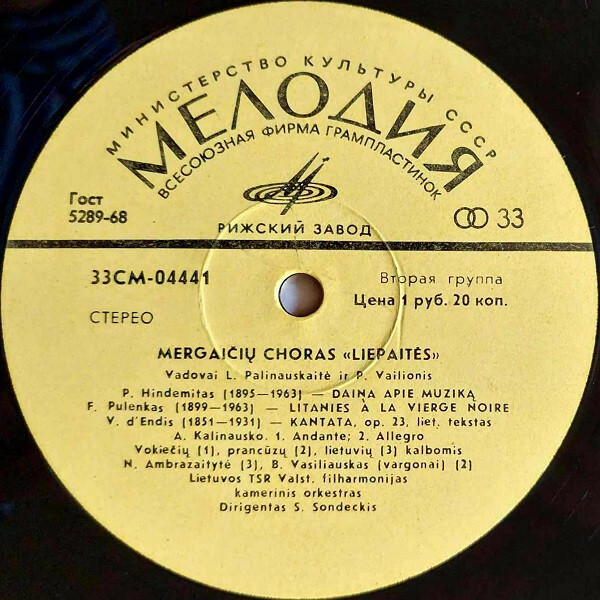 МИНИСТЕРСТВО КУЛЬТУРЫ СССР
МЕЛОДИЯ
ВСЕСОЮЗНАЯ ФИРМА ГРАМПЛАСТИНОК
Гост
5289-68
33
РИЖСКИЙ ЗАВОД
33СМ-04441
Вторая группа
Цена 1 руб. 20 коп.
СТЕРЕО
MERGAIČIŲ CHORAS «LIEPAITĖS»
Vadovai L. Palinauskaitė ir P. Vailionis
P. Hindemitas (1895—1963) — DAINA APIE MUZIKĄ
F. Pulenkas (1899—1963) — LITANIES À LA VIERGE NOIRE
V. d'Endis (1851—1931) — KANTATA, op. 23, liet. tekstas
A. Kalinausko. 1. Andante; 2. Allegro
Vokiečių (1), prancūzų (2), lietuvių (3) kalbomis
N. Ambrazaitytė (3), B. Vasiliauskas (vargonai) (2)
Lietuvos TSR Valst. filharmonijas
kamerinis orkestras
Dirigentas S. Sondeckis